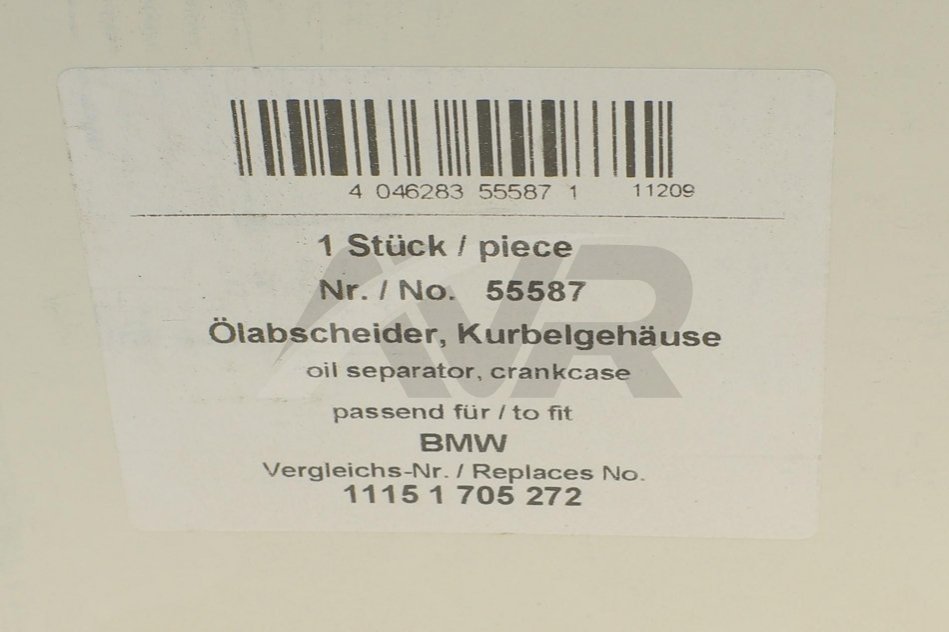 4 046283 55587 1 11209
1 Stück / piece
Nr. / No. 55587
Ölabscheider, Kurbelgehäuse
oil separator, crankcase
passend für / to fit
BMW
Vergleichs-Nr. / Replaces No.
1115 1 705 272